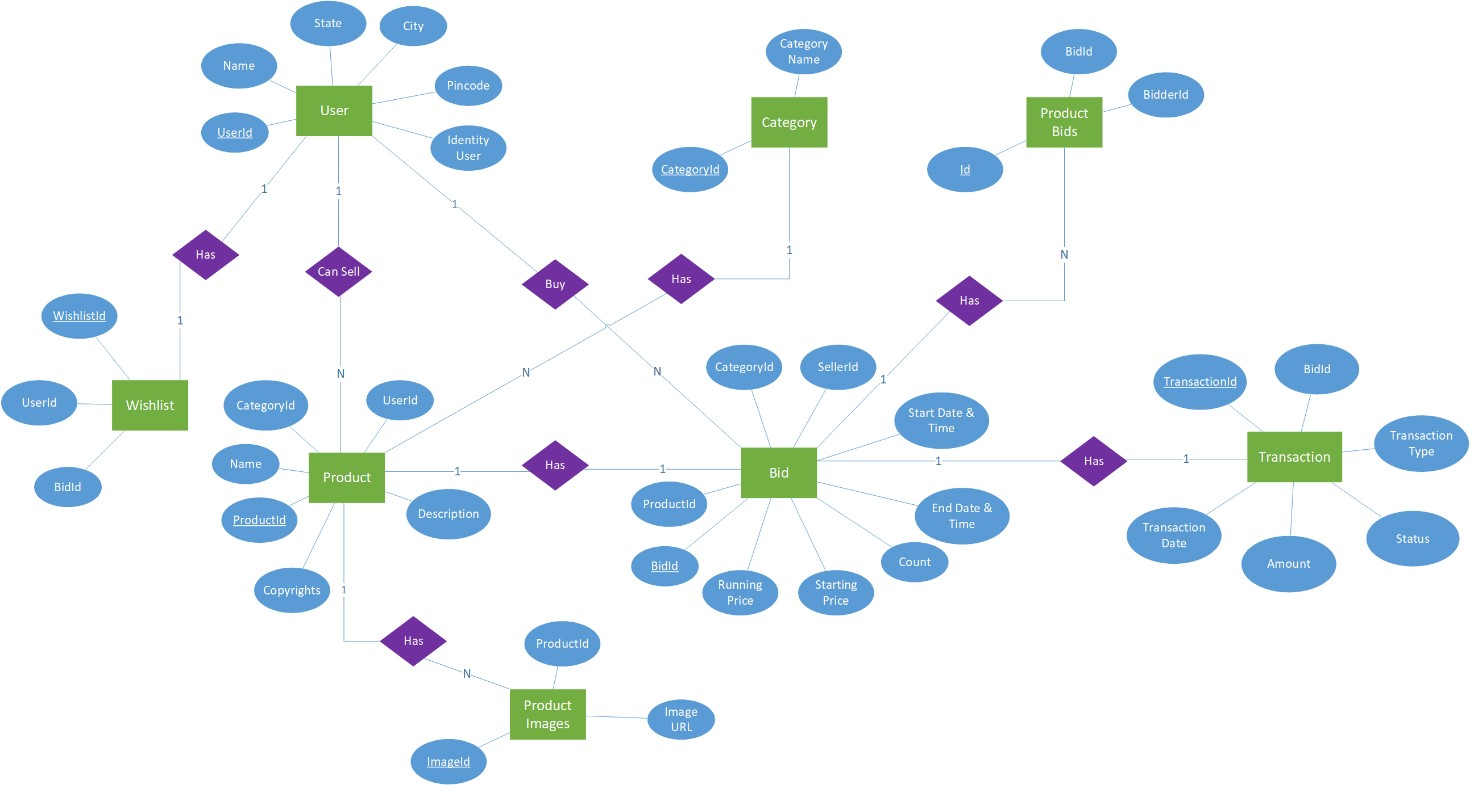 State
City
Name
Category
Name
BidId
Pincode
BidderId
User
Category
Product
Bids
UserId
Identity
User
CategoryId
Id
1
1
1
Has
Can Sell
Buy
Has
1
N
Has
WishlistId
1
N
N
N
1
CategoryId
SellerId
TransactionId
BidId
UserId
Wishlist
CategoryId
UserId
Start Date &
Time
Transaction
Type
Name
Product
1
Has
1
Bid
1
Has
1
Transaction
BidId
ProductId
Description
ProductId
End Date &
Time
Transaction
Date
Status
Copyrights
1
BidId
Running
Price
Starting
Price
Count
Amount
Has
N
ProductId
Product
Images
Image
URL
ImageId